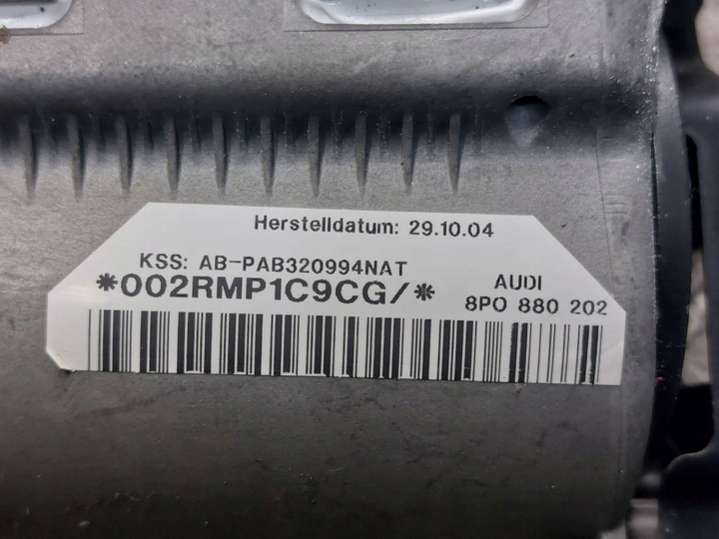 Herstelldatum: 29.10.04
KSS: AB-PAB320994NAT
*002RMP1C9CG/*
AUDI
8P0 880 202